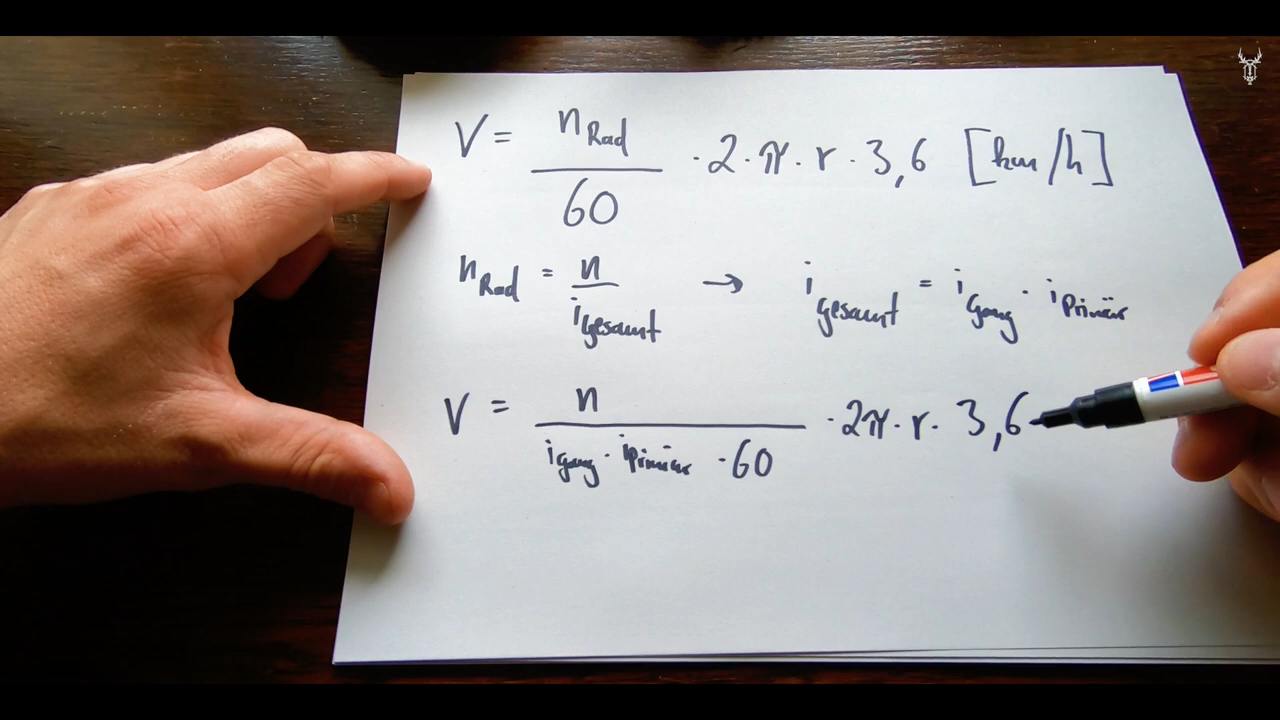 V = n_Rad / 60 · 2 · π · r · 3,6 [km/h]
n_Rad = n / i_gesamt → i_gesamt = i_Gang · i_Primär
V = n / (i_Gang · i_Primär · 60) · 2π · r · 3,6